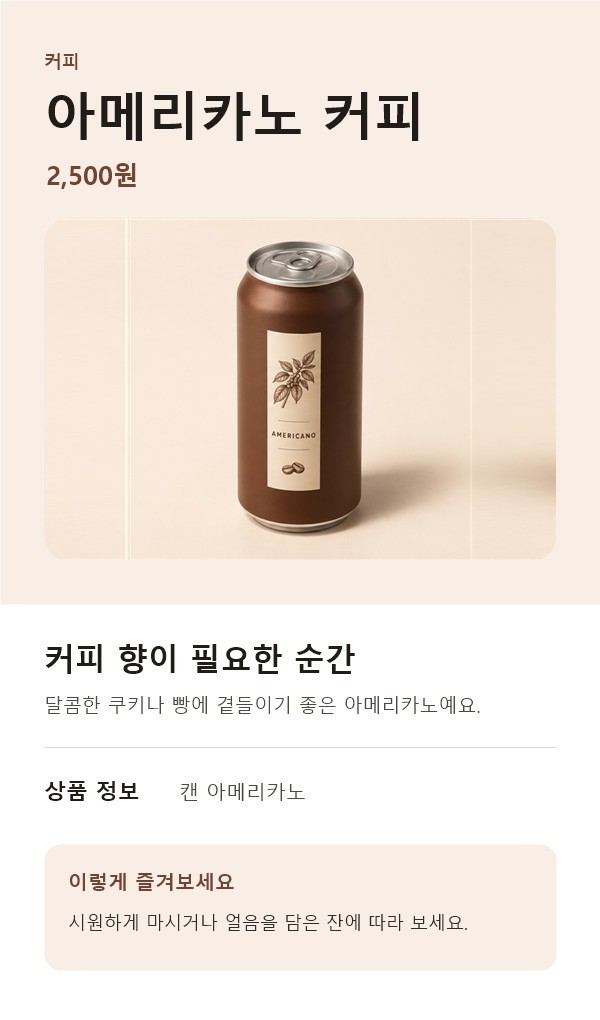 커피
아메리카노 커피
2,500원
AMERICANO
커피 향이 필요한 순간
달콤한 쿠키나 빵에 곁들이기 좋은 아메리카노예요.
상품 정보 캔 아메리카노
이렇게 즐겨보세요
시원하게 마시거나 얼음을 담은 잔에 따라 보세요.